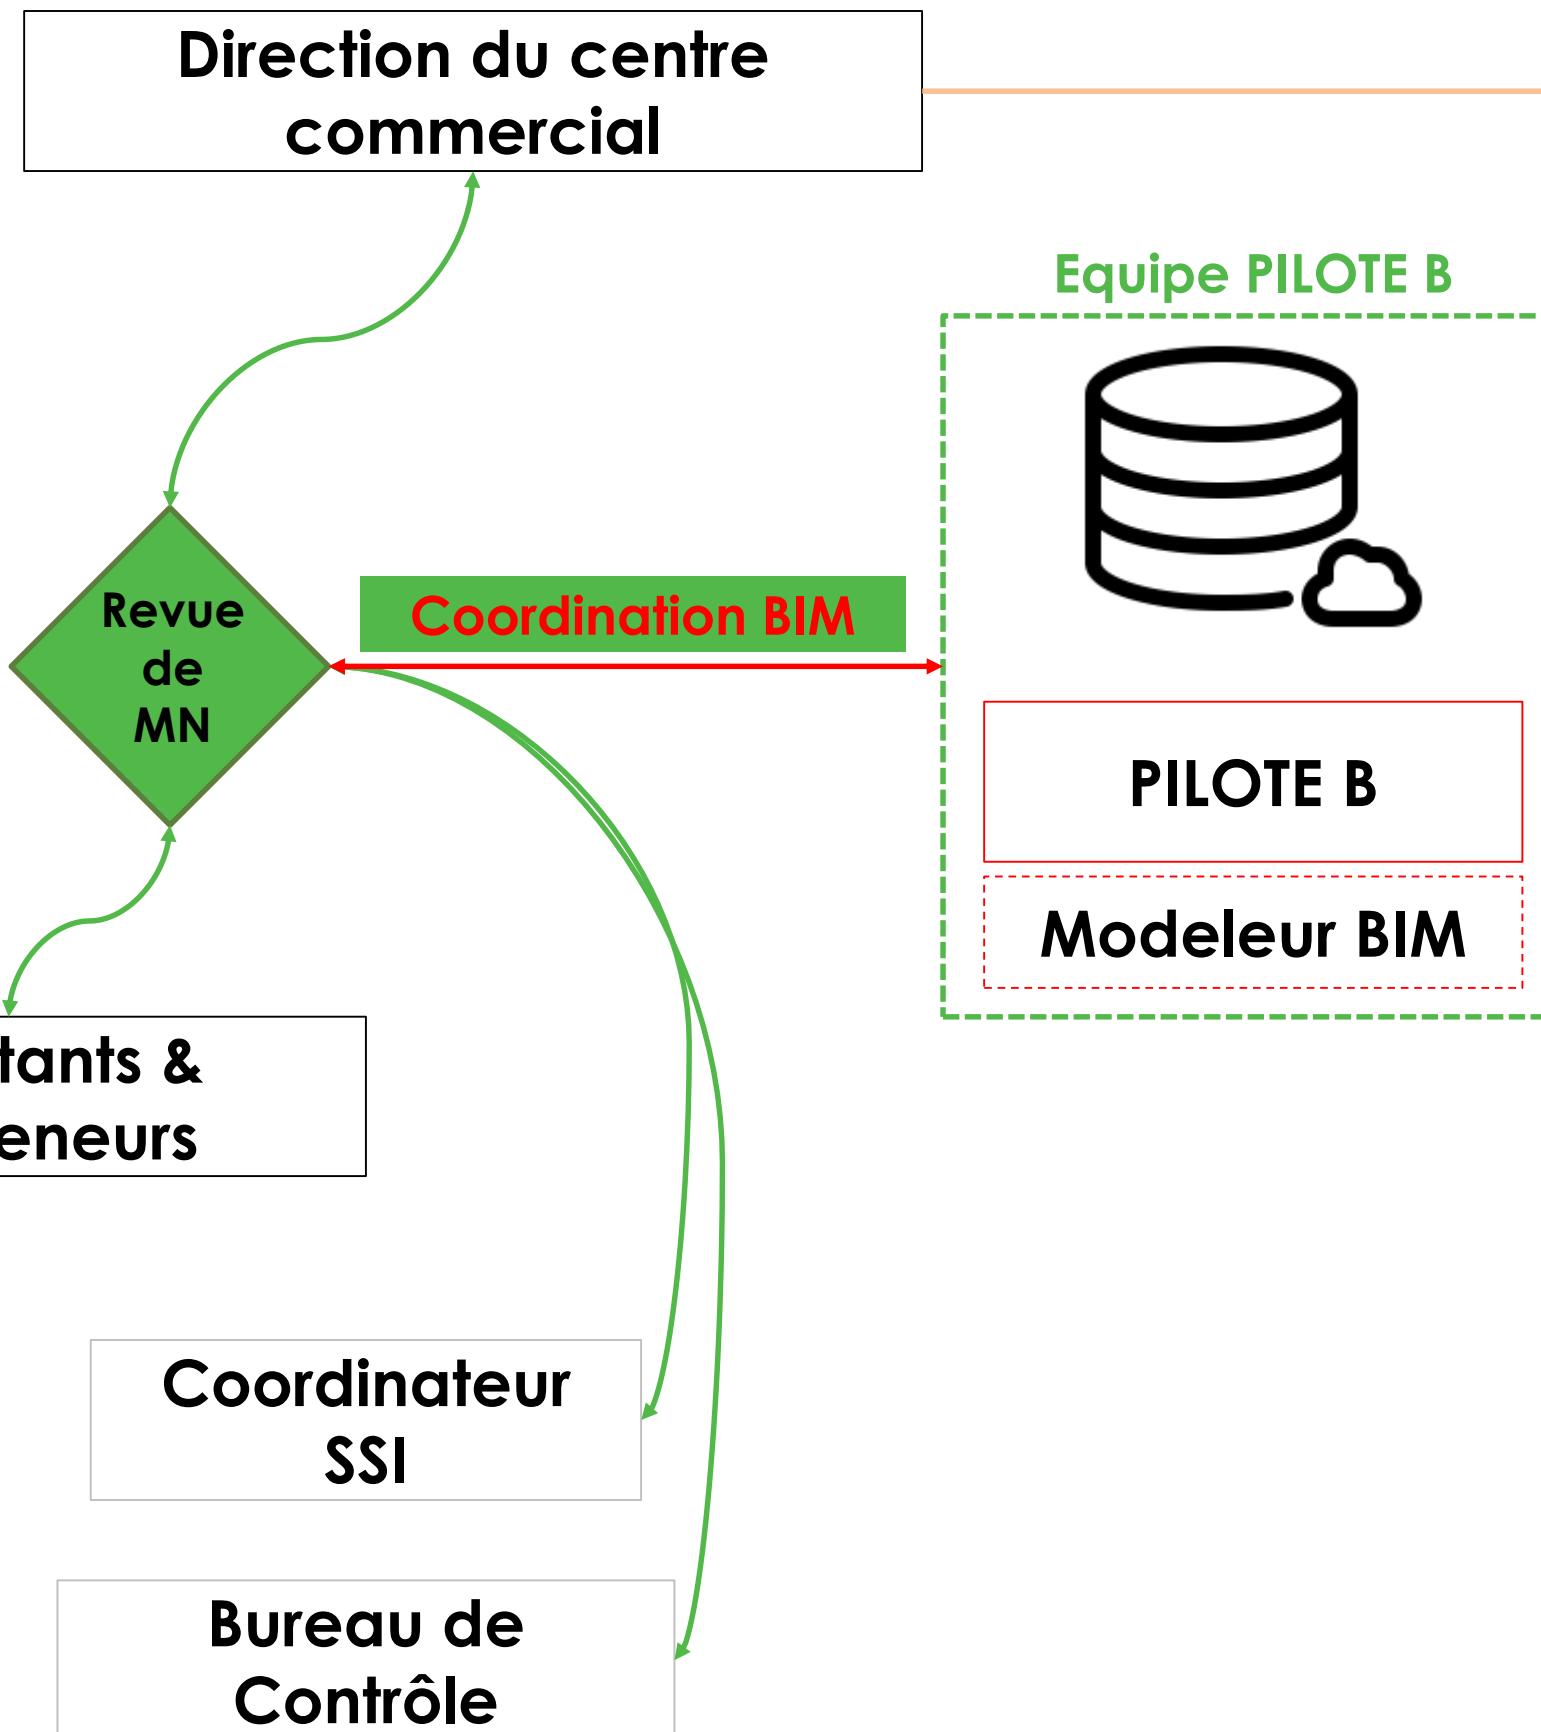 Direction du centre
commercial
Equipe PILOTE B
Revue
de
MN
Coordination BIM
PILOTE B
Modeleur BIM
tants &
eneurs
Coordinateur
SSI
Bureau de
Contrôle